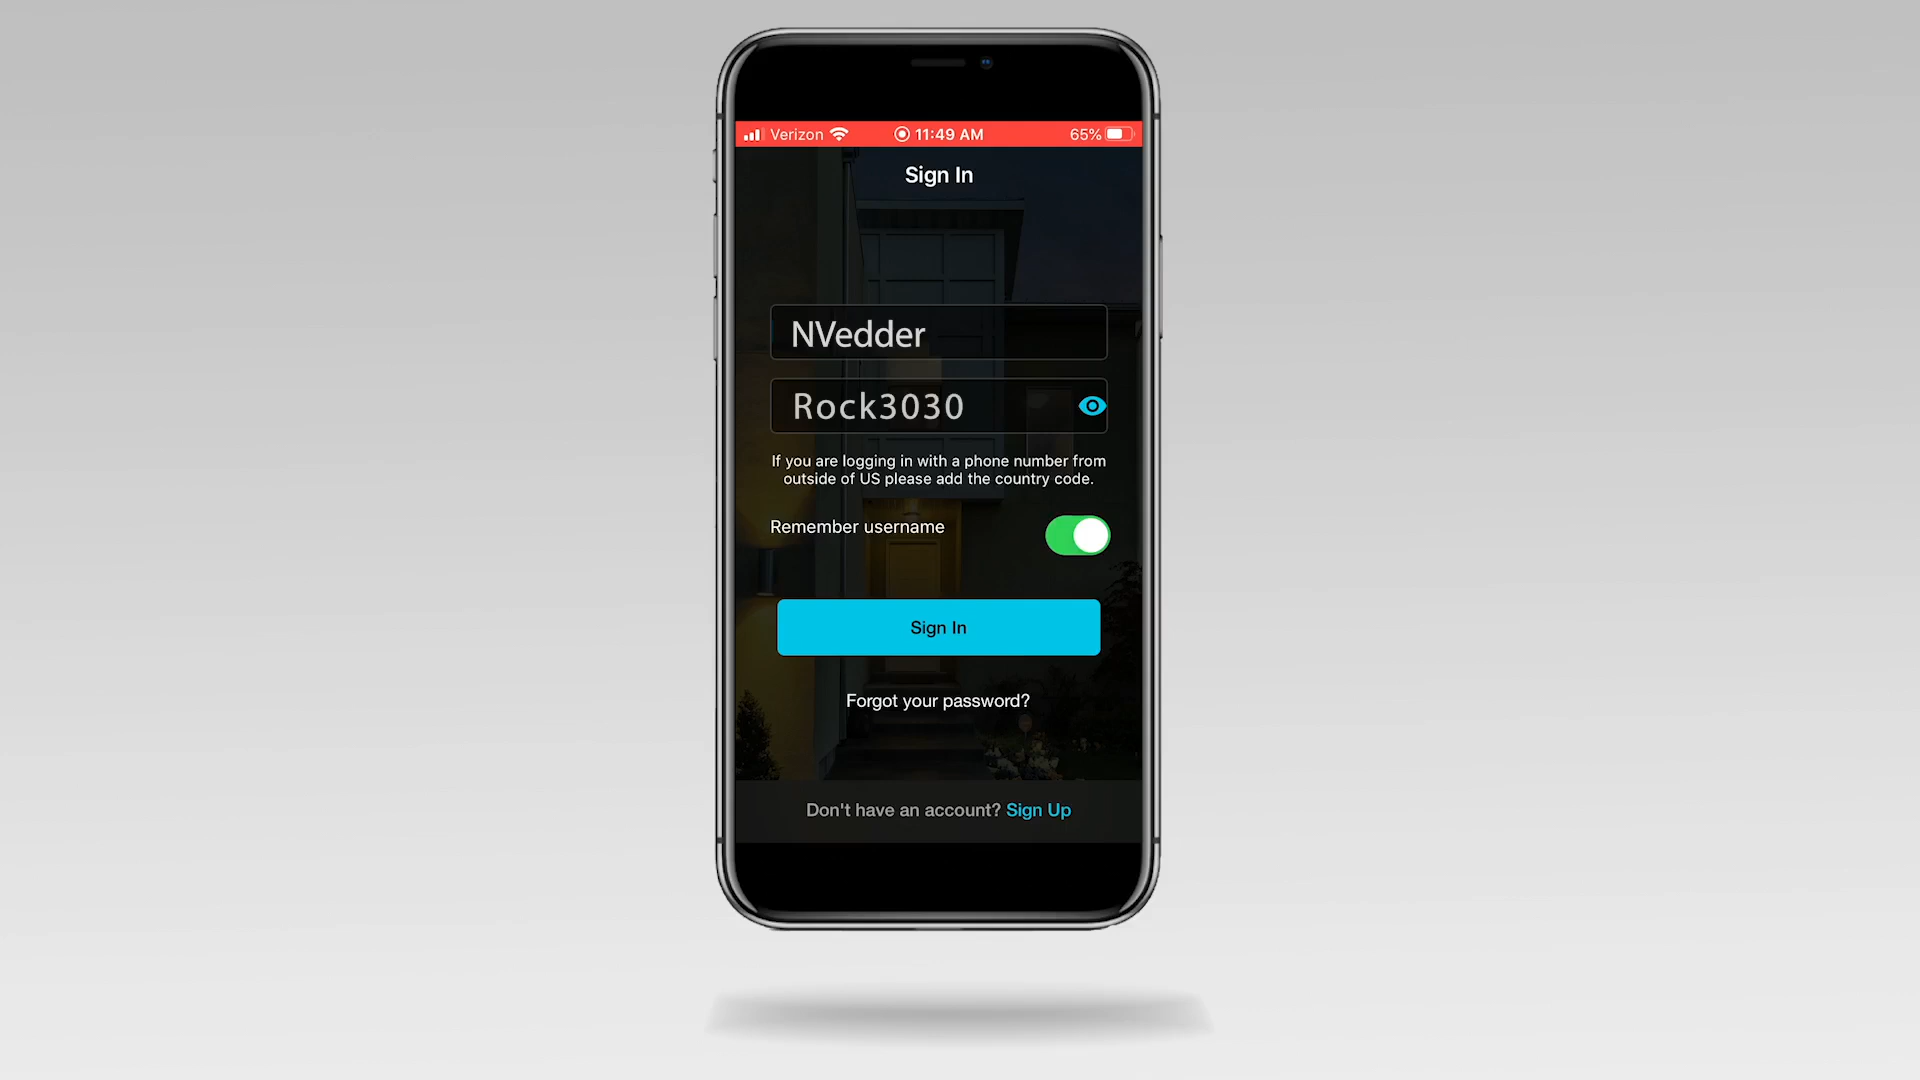 Verizon 11:49 AM 65%
Sign In
NVedder
Rock3030
If you are logging in with a phone number from
outside of US please add the country code.
Remember username
Sign In
Forgot your password?
Don't have an account? Sign Up